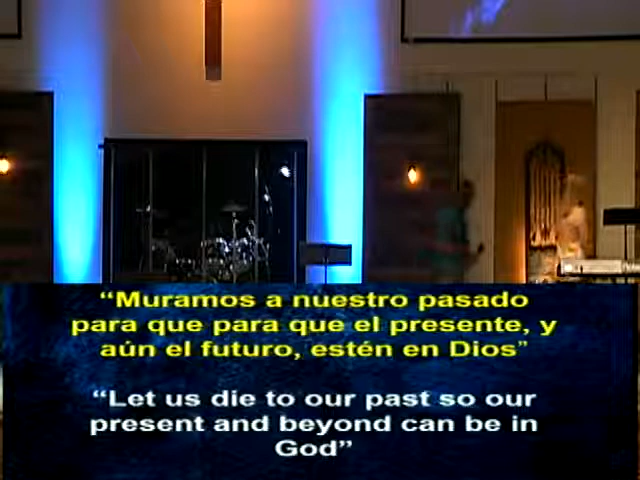 “Muramos a nuestro pasado
para que para que el presente, y
aún el futuro, estén en Dios”
“Let us die to our past so our
present and beyond can be in
God”